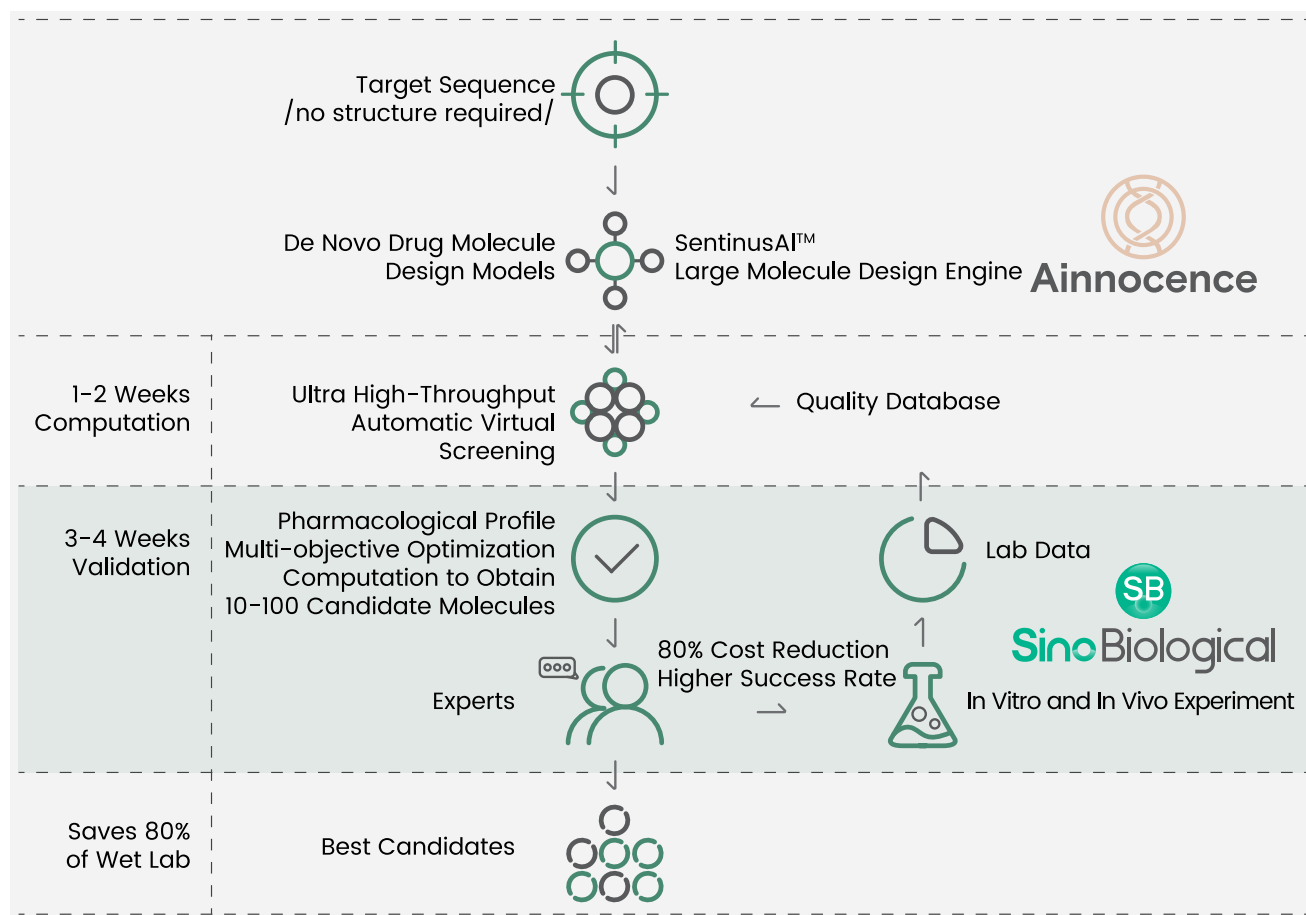 Target Sequence
/no structure required/
De Novo Drug Molecule
Design Models
SentinusAI™
Large Molecule Design Engine
Ainnocence
1-2 Weeks
Computation
Ultra High-Throughput
Automatic Virtual
Screening
Quality Database
3-4 Weeks
Validation
Pharmacological Profile
Multi-objective Optimization
Computation to Obtain
10-100 Candidate Molecules
Lab Data
SB
SinoBiological
Experts
80% Cost Reduction
Higher Success Rate
In Vitro and In Vivo Experiment
Saves 80%
of Wet Lab
Best Candidates